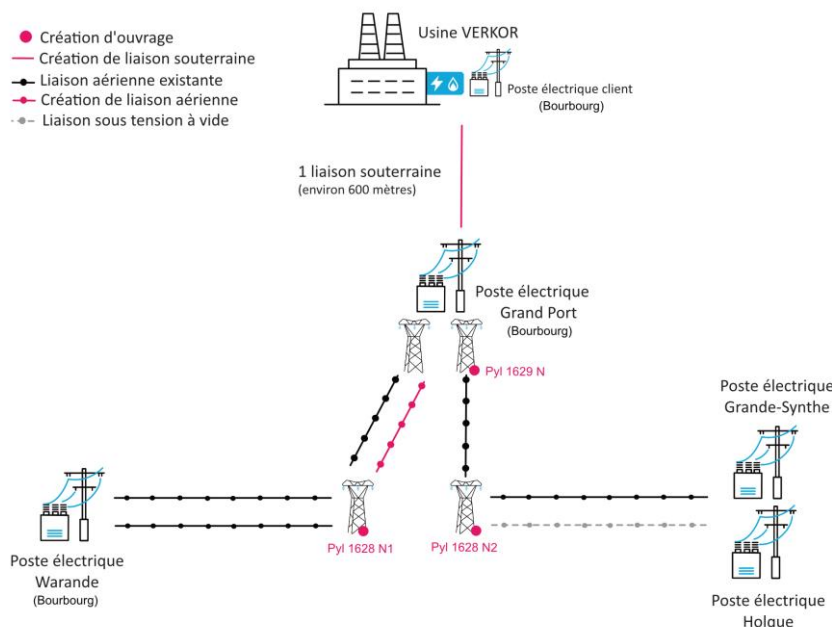 Création d'ouvrage
Création de liaison souterraine
Liaison aérienne existante
Création de liaison aérienne
Liaison sous tension à vide
Usine VERKOR
Poste électrique client
(Bourbourg)
1 liaison souterraine
(environ 600 mètres)
Poste électrique
Grand Port
(Bourbourg)
Pyl 1629 N
Poste électrique
Grande-Synthe
Pyl 1628 N1
Pyl 1628 N2
Poste électrique
Warande
(Bourbourg)
Poste électrique
Holque